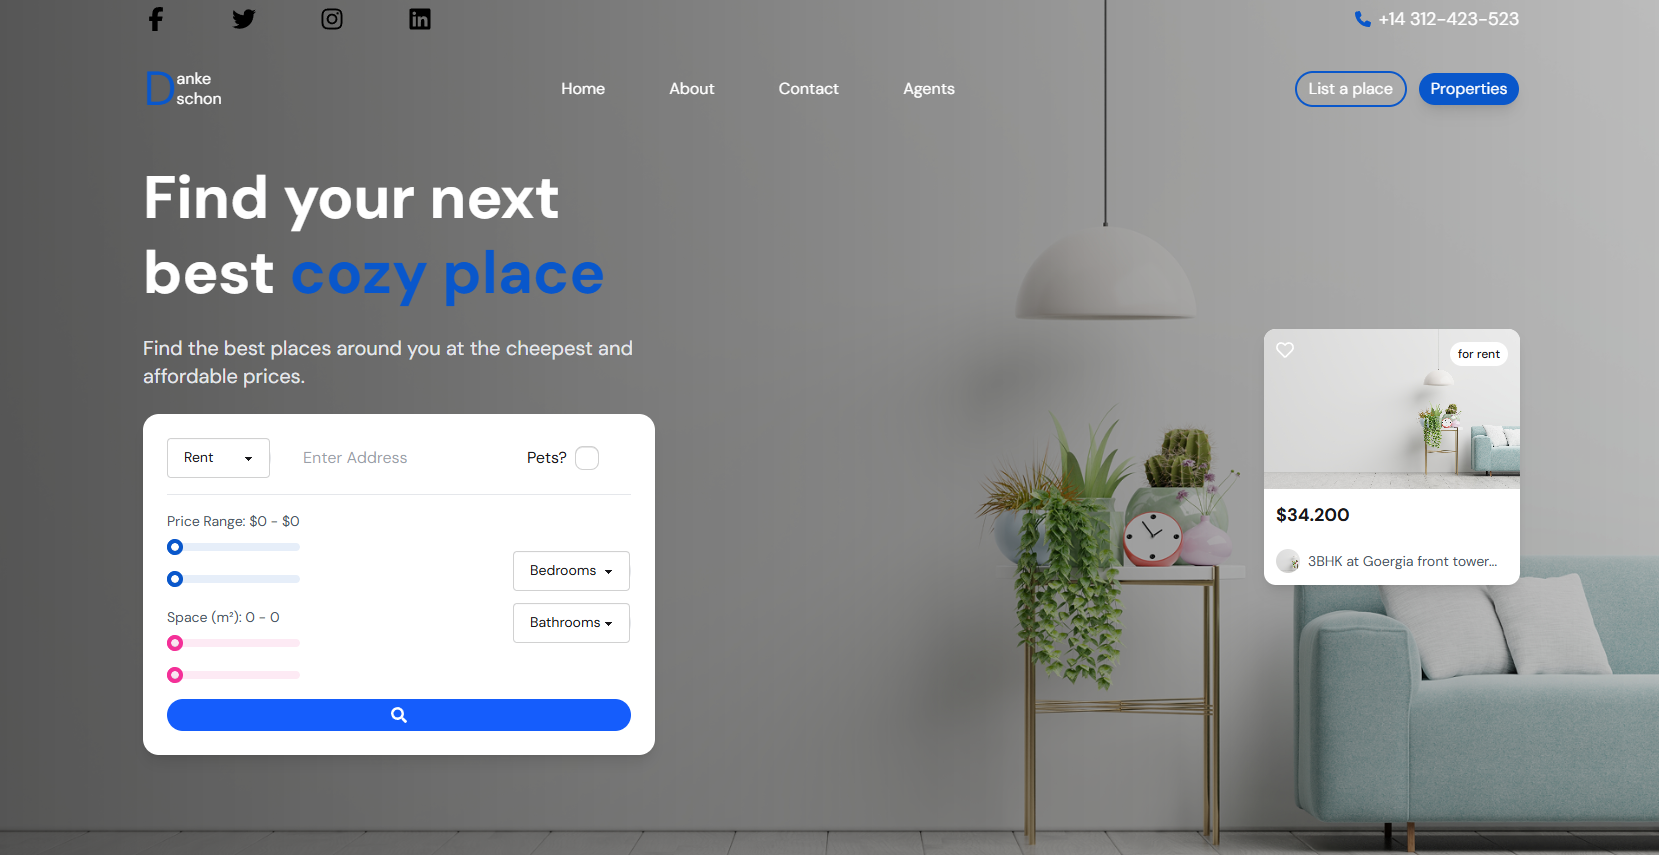 +14 312-423-523
D anke
schon
Home About Contact Agents
List a place Properties
Find your next
best cozy place
Find the best places around you at the cheepest and
affordable prices.
Rent Enter Address Pets?
Price Range: $0 - $0
Space (m²): 0 - 0
Bedrooms
Bathrooms
for rent
$34.200
3BHK at Goergia front tower...